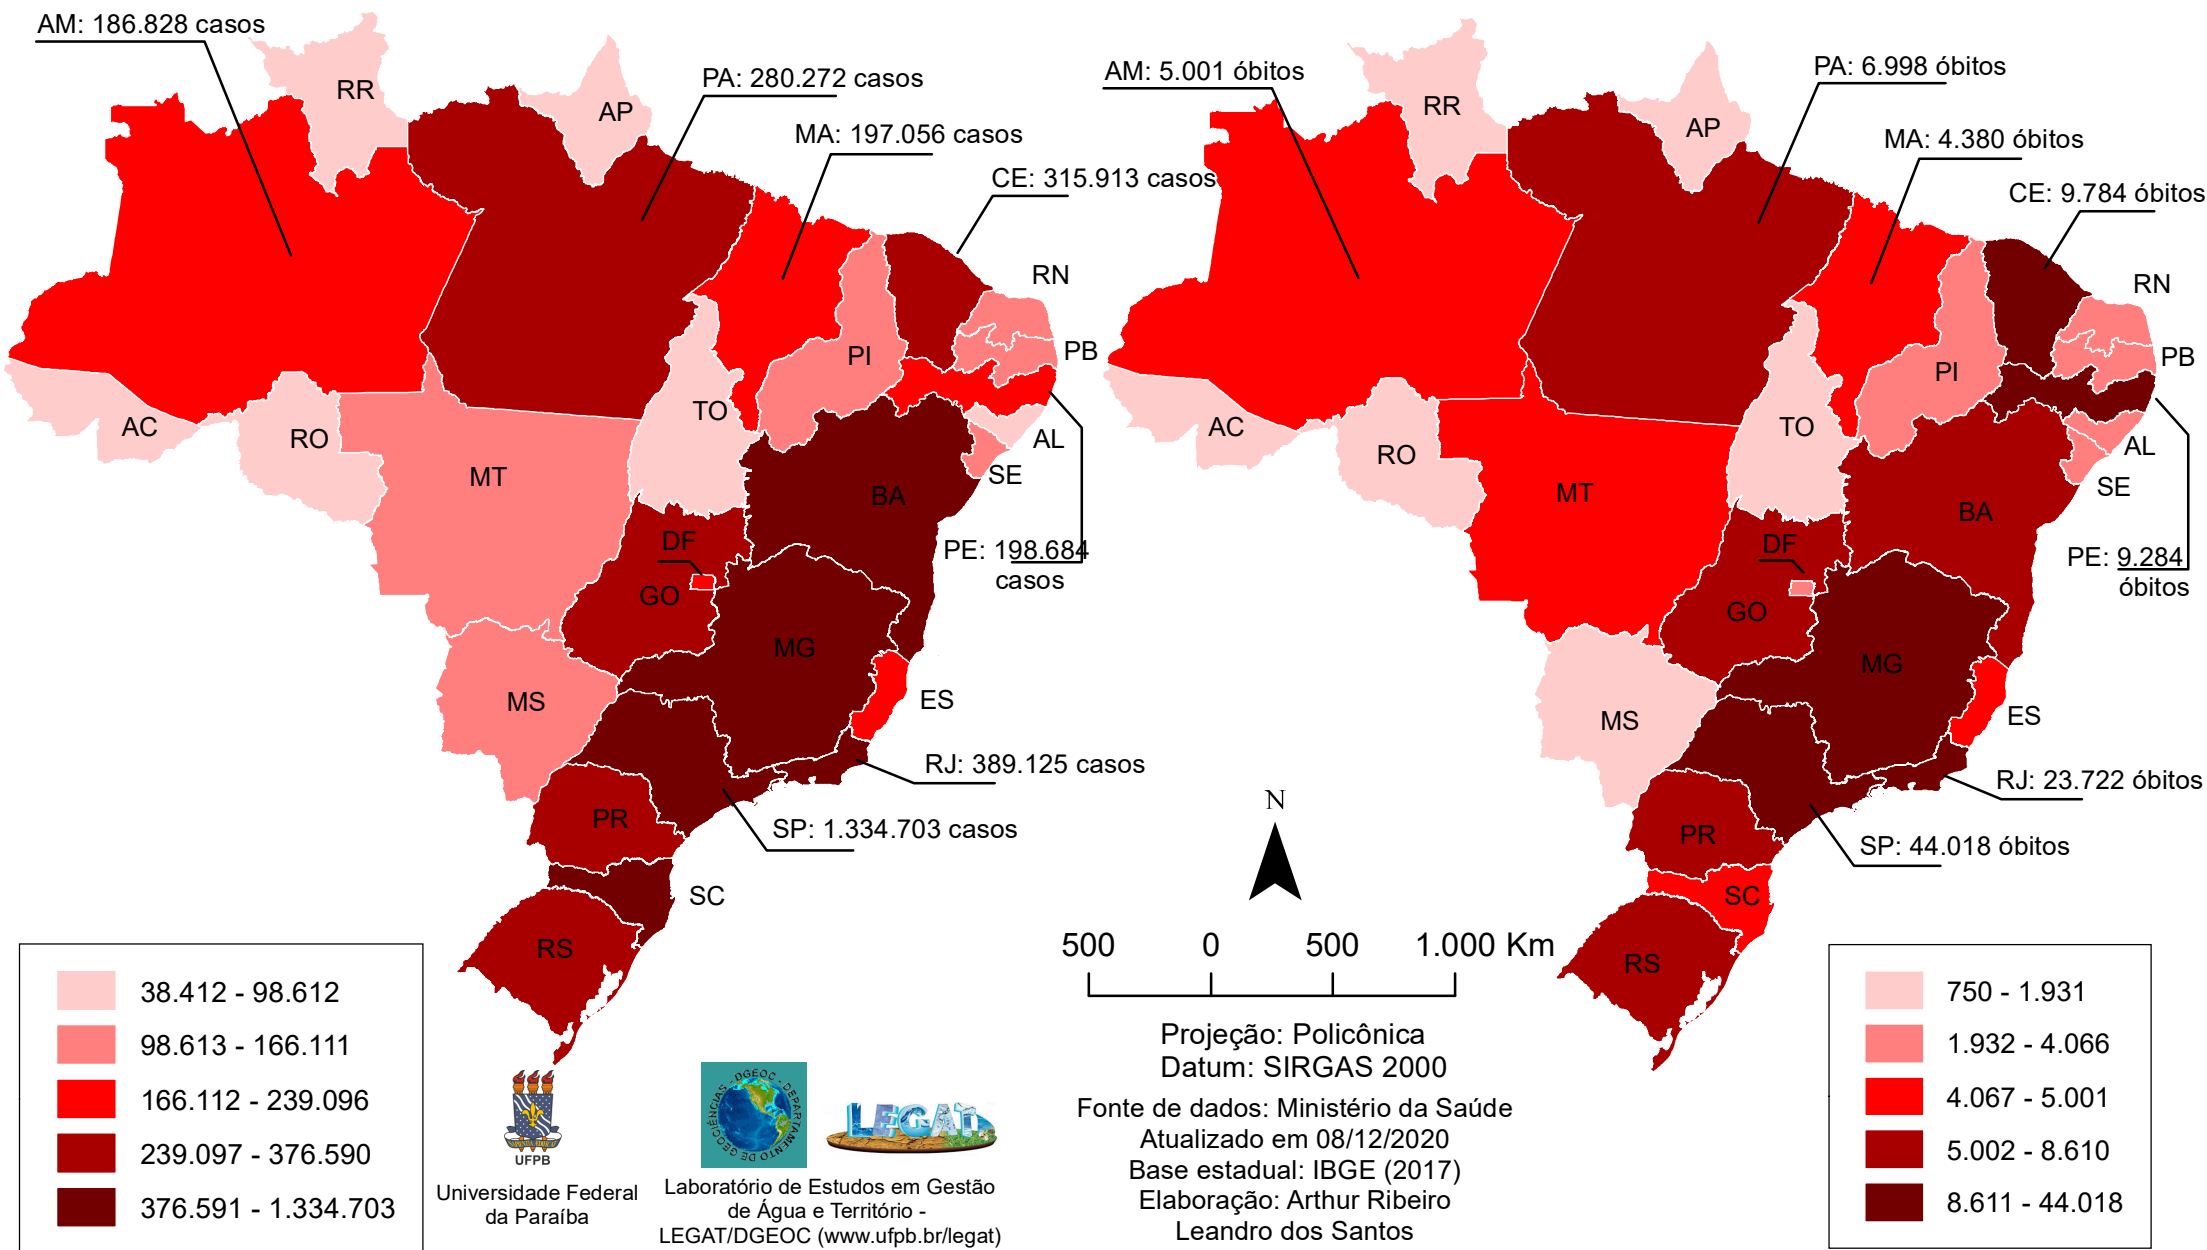 AM: 186.828 casos
RR
AP
PA: 280.272 casos
MA: 197.056 casos
CE: 315.913 casos
RN
PB
PI
TO
AC
RO
AL
MT
SE
BA
DF
PE: 198.684
casos
GO
MG
MS
ES
RJ: 389.125 casos
PR
SP: 1.334.703 casos
SC
RS
38.412 - 98.612
98.613 - 166.111
166.112 - 239.096
239.097 - 376.590
376.591 - 1.334.703
UFPB
Universidade Federal
da Paraíba
DGEOC - DEPARTAMENTO DE GEOCIÊNCIAS -
LEGAT
Laboratório de Estudos em Gestão
de Água e Território -
LEGAT/DGEOC (www.ufpb.br/legat)
AM: 5.001 óbitos
RR
AP
PA: 6.998 óbitos
MA: 4.380 óbitos
CE: 9.784 óbitos
RN
PB
PI
TO
AC
RO
AL
MT
SE
BA
DF
PE: 9.284
óbitos
GO
MG
MS
ES
RJ: 23.722 óbitos
PR
SP: 44.018 óbitos
SC
RS
N
500 0 500 1.000 Km
Projeção: Policônica
Datum: SIRGAS 2000
Fonte de dados: Ministério da Saúde
Atualizado em 08/12/2020
Base estadual: IBGE (2017)
Elaboração: Arthur Ribeiro
Leandro dos Santos
750 - 1.931
1.932 - 4.066
4.067 - 5.001
5.002 - 8.610
8.611 - 44.018